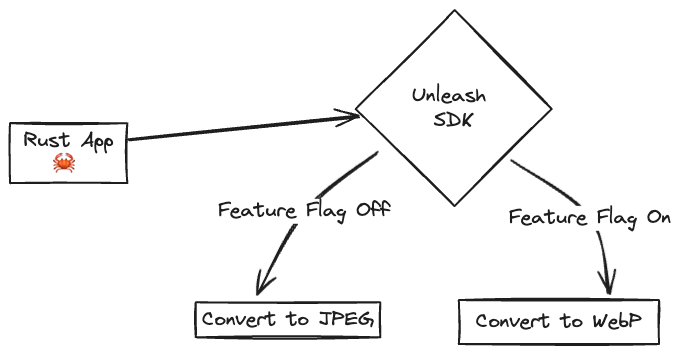 Unleash
SDK
Rust App
Feature Flag Off
Feature Flag On
Convert to JPEG
Convert to WebP